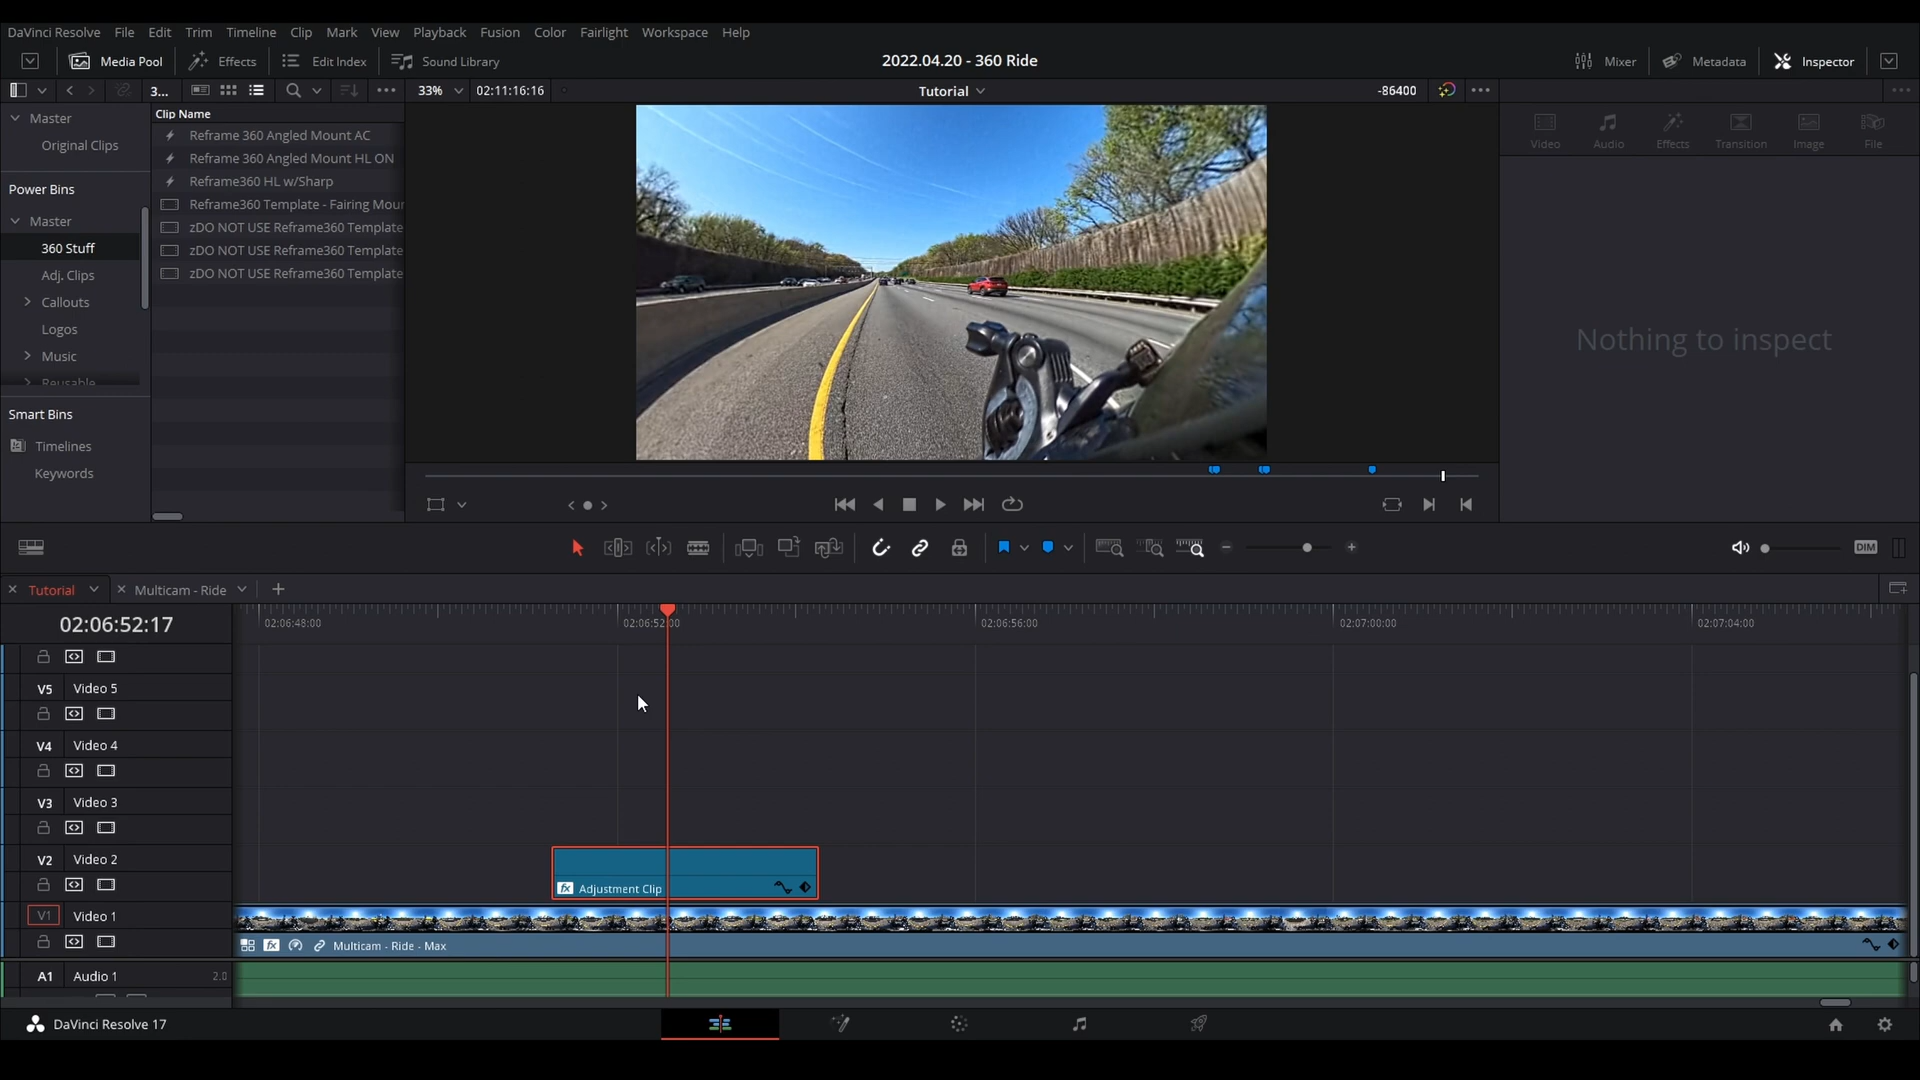 DaVinci Resolve File Edit Trim Timeline Clip Mark View Playback Fusion Color Fairlight Workspace Help
Media Pool Effects Edit Index Sound Library 2022.04.20 - 360 Ride Mixer Metadata Inspector
3... 33% 02:11:16:16 Tutorial -86400
Clip Name
Master
Original Clips
Power Bins
Master
360 Stuff
Adj. Clips
Callouts
Logos
Music
Reusable
Smart Bins
Timelines
Keywords
Reframe 360 Angled Mount AC
Reframe 360 Angled Mount HL ON
Reframe360 HL w/Sharp
Reframe360 Template - Fairing Mour
zDO NOT USE Reframe360 Template
zDO NOT USE Reframe360 Template
zDO NOT USE Reframe360 Template
Video Audio Effects Transition Image File
Nothing to inspect
DIM
Tutorial Multicam - Ride
02:06:52:17
02:06:48:00 02:06:52:00 02:06:56:00 02:07:00:00 02:07:04:00
V5 Video 5
V4 Video 4
V3 Video 3
V2 Video 2
fx Adjustment Clip
V1 Video 1
fx Multicam - Ride - Max
A1 Audio 1 2.0
DaVinci Resolve 17